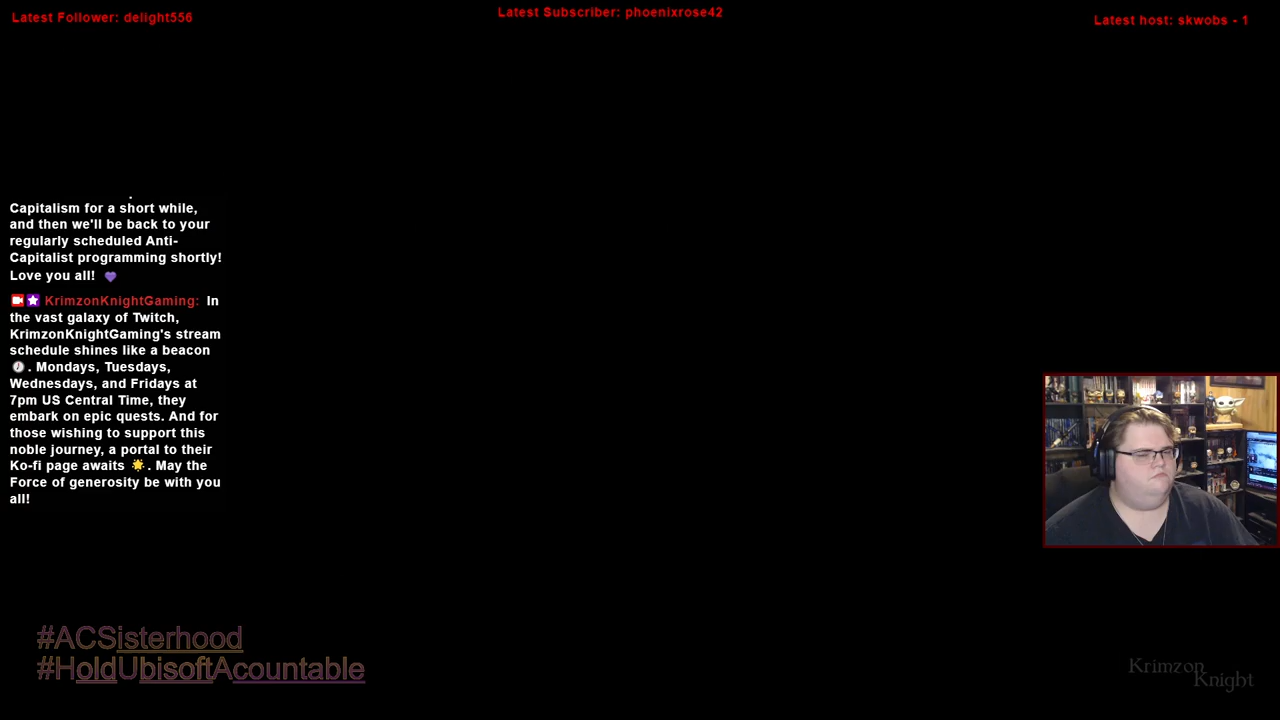 Latest Follower: delight556
Latest Subscriber: phoenixrose42
Latest host: skwobs - 1
Capitalism for a short while,
and then we'll be back to your
regularly scheduled Anti-
Capitalist programming shortly!
Love you all! 💜
KrimzonKnightGaming: In
the vast galaxy of Twitch,
KrimzonKnightGaming's stream
schedule shines like a beacon
🕖. Mondays, Tuesdays,
Wednesdays, and Fridays at
7pm US Central Time, they
embark on epic quests. And for
those wishing to support this
noble journey, a portal to their
Ko-fi page awaits 🌟. May the
Force of generosity be with you
all!
#ACSisterhood
#HoldUbisoftAcountable
Krimzon
Knight